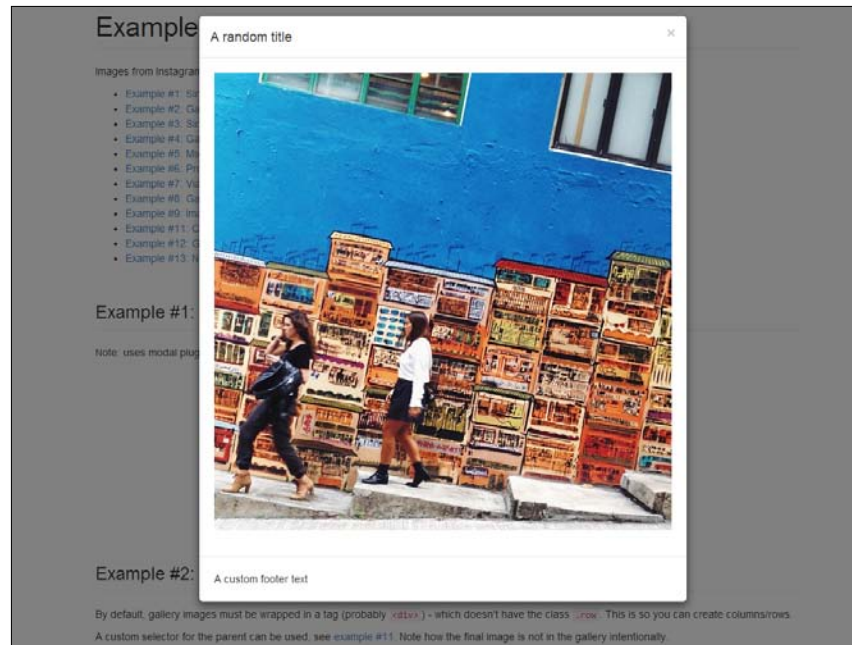 Example
A random title
×
Images from Instagram
Example #1:
Example #2:
Example #3:
Example #4:
Example #5:
Example #6:
Example #7:
Example #8:
Example #9:
Example #11:
Example #12:
Example #13:
Example #1:
Note: uses modal plug
Example #2:
A custom footer text
By default, gallery images must be wrapped in a tag (probably <div>) - which doesn't have the class .row. This is so you can create columns/rows.
A custom selector for the parent can be used, see example #11. Note how the final image is not in the gallery intentionally.